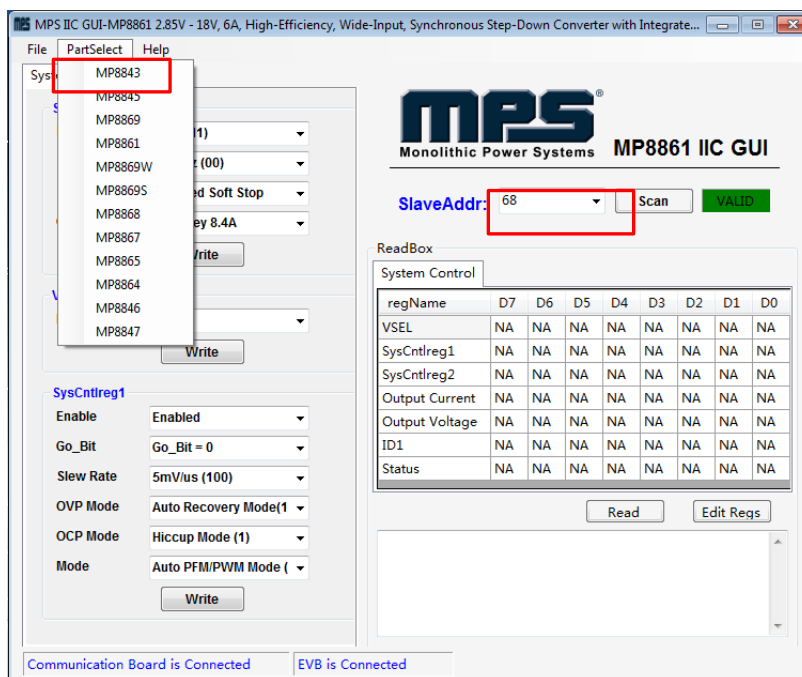 MPS IIC GUI-MP8861 2.85V - 18V, 6A, High-Efficiency, Wide-Input, Synchronous Step-Down Converter with Integrate...
File PartSelect Help
MP8843
MP8845
MP8869
MP8861
MP8869W
MP8869S
MP8868
MP8867
MP8865
MP8864
MP8846
MP8847
Soft Stop
8.4A
Write
Write
SysCntlreg1
Enable Enabled
Go_Bit Go_Bit = 0
Slew Rate 5mV/us (100)
OVP Mode Auto Recovery Mode(1
OCP Mode Hiccup Mode (1)
Mode Auto PFM/PWM Mode (
Write
mps®
Monolithic Power Systems MP8861 IIC GUI
SlaveAddr: 68 Scan VALID
ReadBox
System Control
regName D7 D6 D5 D4 D3 D2 D1 D0
VSEL NA NA NA NA NA NA NA NA
SysCntlreg1 NA NA NA NA NA NA NA NA
SysCntlreg2 NA NA NA NA NA NA NA NA
Output Current NA NA NA NA NA NA NA NA
Output Voltage NA NA NA NA NA NA NA NA
ID1 NA NA NA NA NA NA NA NA
Status NA NA NA NA NA NA NA NA
Read Edit Regs
Communication Board is Connected EVB is Connected